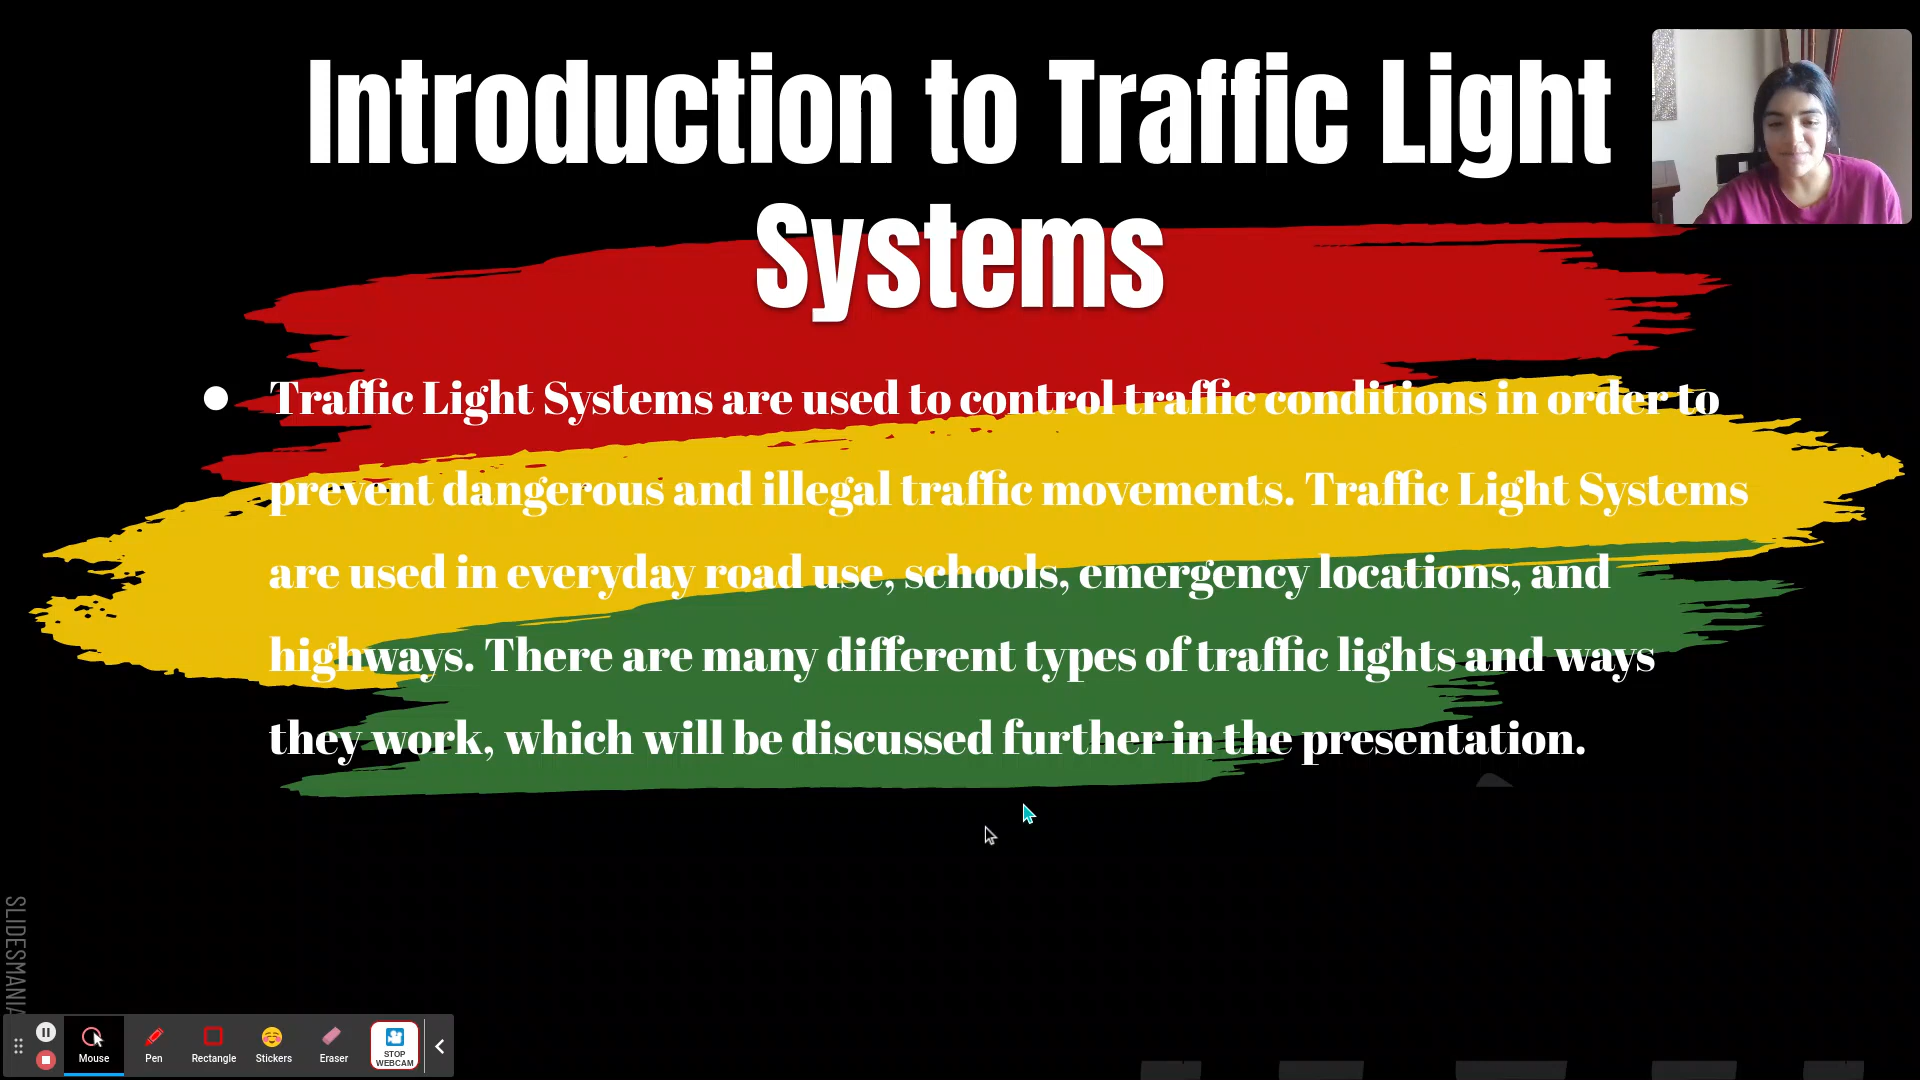 Introduction to Traffic Light
Systems
● Traffic Light Systems are used to control traffic conditions in order to
prevent dangerous and illegal traffic movements. Traffic Light Systems
are used in everyday road use, schools, emergency locations, and
highways. There are many different types of traffic lights and ways
they work, which will be discussed further in the presentation.
SLIDESMANIA
Mouse
Pen
Rectangle
Stickers
Eraser
STOP
WEBCAM